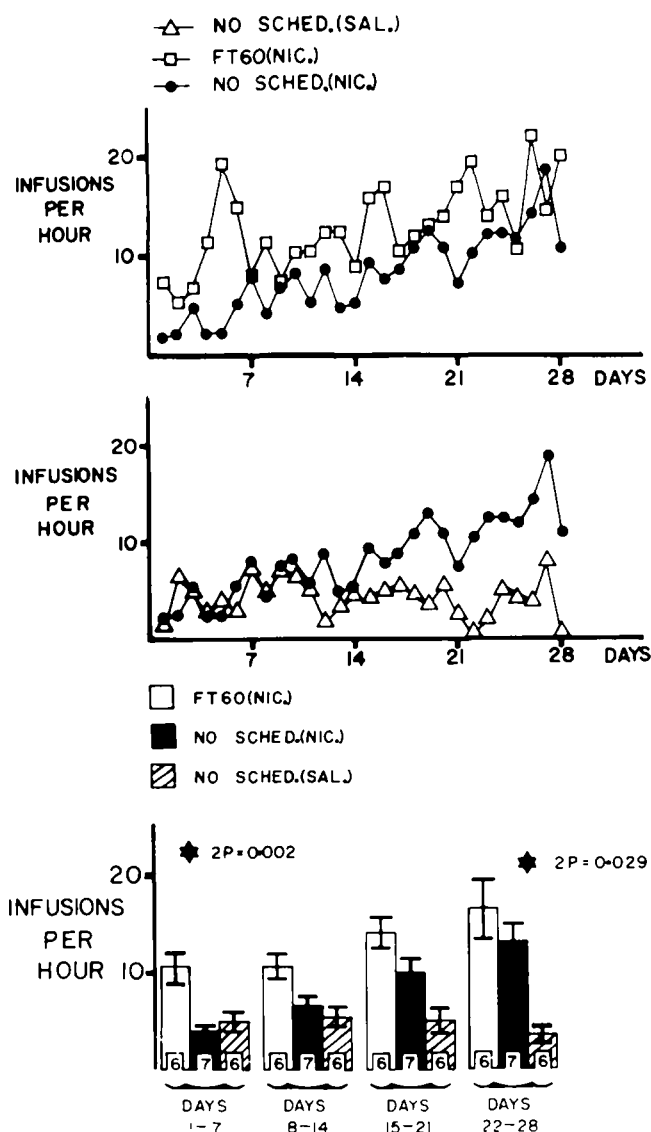 NO SCHED.(SAL.)
FT60(NIC.)
NO SCHED.(NIC.)
20
INFUSIONS
PER
HOUR
10
7 14 21 28 DAYS
20
INFUSIONS
PER
HOUR
10
7 14 21 28 DAYS
FT60(NIC.)
NO SCHED.(NIC.)
NO SCHED.(SAL.)
2P=0·002 2P=0·029
20
INFUSIONS
PER
HOUR
10
6 7 6 6 7 6 6 7 6 6 7 6
DAYS DAYS DAYS DAYS
1-7 8-14 15-21 22-28